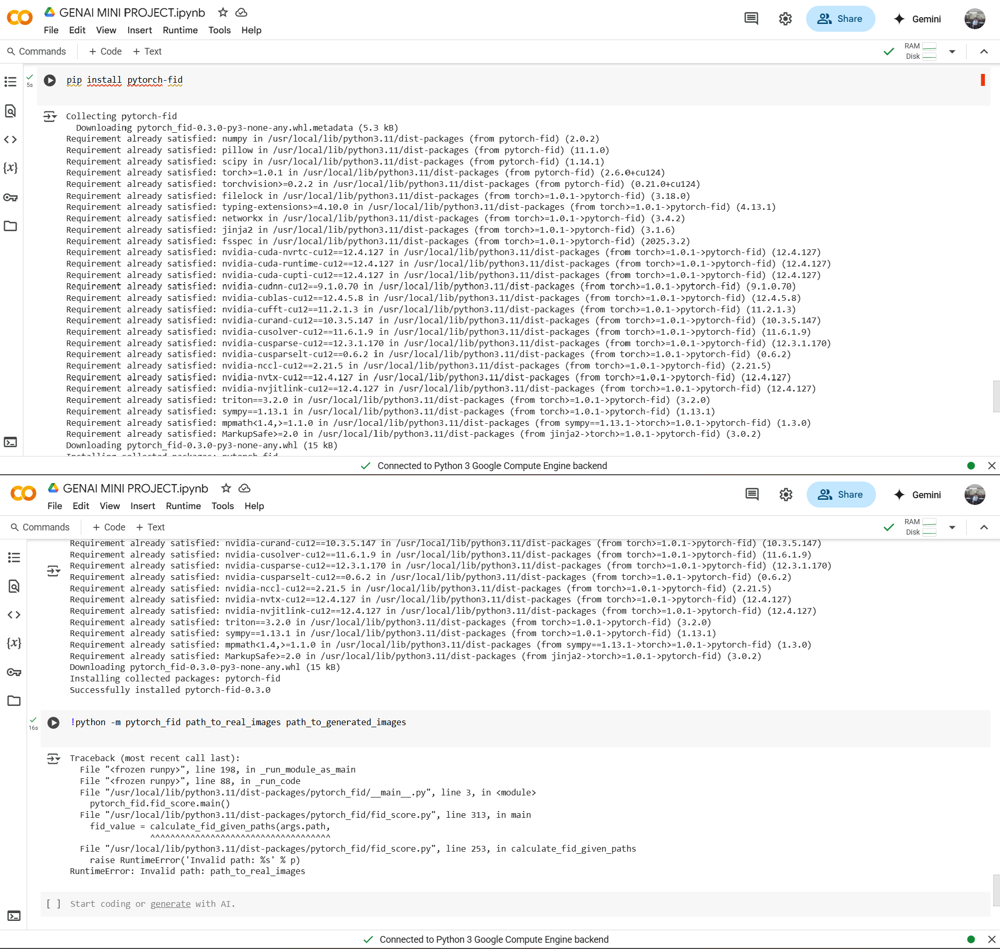 GENAI MINI PROJECT.ipynb
File Edit View Insert Runtime Tools Help
Share
Gemini
Commands + Code + Text
RAM
Disk
5s
pip install pytorch-fid
Collecting pytorch-fid
  Downloading pytorch_fid-0.3.0-py3-none-any.whl.metadata (5.3 kB)
Requirement already satisfied: numpy in /usr/local/lib/python3.11/dist-packages (from pytorch-fid) (2.0.2)
Requirement already satisfied: pillow in /usr/local/lib/python3.11/dist-packages (from pytorch-fid) (11.1.0)
Requirement already satisfied: scipy in /usr/local/lib/python3.11/dist-packages (from pytorch-fid) (1.14.1)
Requirement already satisfied: torch>=1.0.1 in /usr/local/lib/python3.11/dist-packages (from pytorch-fid) (2.6.0+cu124)
Requirement already satisfied: torchvision>=0.2.2 in /usr/local/lib/python3.11/dist-packages (from pytorch-fid) (0.21.0+cu124)
Requirement already satisfied: filelock in /usr/local/lib/python3.11/dist-packages (from torch>=1.0.1->pytorch-fid) (3.18.0)
Requirement already satisfied: typing-extensions>=4.10.0 in /usr/local/lib/python3.11/dist-packages (from torch>=1.0.1->pytorch-fid) (4.13.1)
Requirement already satisfied: networkx in /usr/local/lib/python3.11/dist-packages (from torch>=1.0.1->pytorch-fid) (3.4.2)
Requirement already satisfied: jinja2 in /usr/local/lib/python3.11/dist-packages (from torch>=1.0.1->pytorch-fid) (3.1.6)
Requirement already satisfied: fsspec in /usr/local/lib/python3.11/dist-packages (from torch>=1.0.1->pytorch-fid) (2025.3.2)
Requirement already satisfied: nvidia-cuda-nvrtc-cu12==12.4.127 in /usr/local/lib/python3.11/dist-packages (from torch>=1.0.1->pytorch-fid) (12.4.127)
Requirement already satisfied: nvidia-cuda-runtime-cu12==12.4.127 in /usr/local/lib/python3.11/dist-packages (from torch>=1.0.1->pytorch-fid) (12.4.127)
Requirement already satisfied: nvidia-cuda-cupti-cu12==12.4.127 in /usr/local/lib/python3.11/dist-packages (from torch>=1.0.1->pytorch-fid) (12.4.127)
Requirement already satisfied: nvidia-cudnn-cu12==9.1.0.70 in /usr/local/lib/python3.11/dist-packages (from torch>=1.0.1->pytorch-fid) (9.1.0.70)
Requirement already satisfied: nvidia-cublas-cu12==12.4.5.8 in /usr/local/lib/python3.11/dist-packages (from torch>=1.0.1->pytorch-fid) (12.4.5.8)
Requirement already satisfied: nvidia-cufft-cu12==11.2.1.3 in /usr/local/lib/python3.11/dist-packages (from torch>=1.0.1->pytorch-fid) (11.2.1.3)
Requirement already satisfied: nvidia-curand-cu12==10.3.5.147 in /usr/local/lib/python3.11/dist-packages (from torch>=1.0.1->pytorch-fid) (10.3.5.147)
Requirement already satisfied: nvidia-cusolver-cu12==11.6.1.9 in /usr/local/lib/python3.11/dist-packages (from torch>=1.0.1->pytorch-fid) (11.6.1.9)
Requirement already satisfied: nvidia-cusparse-cu12==12.3.1.170 in /usr/local/lib/python3.11/dist-packages (from torch>=1.0.1->pytorch-fid) (12.3.1.170)
Requirement already satisfied: nvidia-cusparselt-cu12==0.6.2 in /usr/local/lib/python3.11/dist-packages (from torch>=1.0.1->pytorch-fid) (0.6.2)
Requirement already satisfied: nvidia-nccl-cu12==2.21.5 in /usr/local/lib/python3.11/dist-packages (from torch>=1.0.1->pytorch-fid) (2.21.5)
Requirement already satisfied: nvidia-nvtx-cu12==12.4.127 in /usr/local/lib/python3.11/dist-packages (from torch>=1.0.1->pytorch-fid) (12.4.127)
Requirement already satisfied: nvidia-nvjitlink-cu12==12.4.127 in /usr/local/lib/python3.11/dist-packages (from torch>=1.0.1->pytorch-fid) (12.4.127)
Requirement already satisfied: triton==3.2.0 in /usr/local/lib/python3.11/dist-packages (from torch>=1.0.1->pytorch-fid) (3.2.0)
Requirement already satisfied: sympy==1.13.1 in /usr/local/lib/python3.11/dist-packages (from torch>=1.0.1->pytorch-fid) (1.13.1)
Requirement already satisfied: mpmath<1.4,>=1.1.0 in /usr/local/lib/python3.11/dist-packages (from sympy==1.13.1->torch>=1.0.1->pytorch-fid) (1.3.0)
Requirement already satisfied: MarkupSafe>=2.0 in /usr/local/lib/python3.11/dist-packages (from jinja2->torch>=1.0.1->pytorch-fid) (3.0.2)
Downloading pytorch_fid-0.3.0-py3-none-any.whl (15 kB)
Installing collected packages: pytorch-fid
Connected to Python 3 Google Compute Engine backend
GENAI MINI PROJECT.ipynb
File Edit View Insert Runtime Tools Help
Share
Gemini
Commands + Code + Text
RAM
Disk
Requirement already satisfied: nvidia-curand-cu12==10.3.5.147 in /usr/local/lib/python3.11/dist-packages (from torch>=1.0.1->pytorch-fid) (10.3.5.147)
Requirement already satisfied: nvidia-cusolver-cu12==11.6.1.9 in /usr/local/lib/python3.11/dist-packages (from torch>=1.0.1->pytorch-fid) (11.6.1.9)
Requirement already satisfied: nvidia-cusparse-cu12==12.3.1.170 in /usr/local/lib/python3.11/dist-packages (from torch>=1.0.1->pytorch-fid) (12.3.1.170)
Requirement already satisfied: nvidia-cusparselt-cu12==0.6.2 in /usr/local/lib/python3.11/dist-packages (from torch>=1.0.1->pytorch-fid) (0.6.2)
Requirement already satisfied: nvidia-nccl-cu12==2.21.5 in /usr/local/lib/python3.11/dist-packages (from torch>=1.0.1->pytorch-fid) (2.21.5)
Requirement already satisfied: nvidia-nvtx-cu12==12.4.127 in /usr/local/lib/python3.11/dist-packages (from torch>=1.0.1->pytorch-fid) (12.4.127)
Requirement already satisfied: nvidia-nvjitlink-cu12==12.4.127 in /usr/local/lib/python3.11/dist-packages (from torch>=1.0.1->pytorch-fid) (12.4.127)
Requirement already satisfied: triton==3.2.0 in /usr/local/lib/python3.11/dist-packages (from torch>=1.0.1->pytorch-fid) (3.2.0)
Requirement already satisfied: sympy==1.13.1 in /usr/local/lib/python3.11/dist-packages (from torch>=1.0.1->pytorch-fid) (1.13.1)
Requirement already satisfied: mpmath<1.4,>=1.1.0 in /usr/local/lib/python3.11/dist-packages (from sympy==1.13.1->torch>=1.0.1->pytorch-fid) (1.3.0)
Requirement already satisfied: MarkupSafe>=2.0 in /usr/local/lib/python3.11/dist-packages (from jinja2->torch>=1.0.1->pytorch-fid) (3.0.2)
Downloading pytorch_fid-0.3.0-py3-none-any.whl (15 kB)
Installing collected packages: pytorch-fid
Successfully installed pytorch-fid-0.3.0
16s
!python -m pytorch_fid path_to_real_images path_to_generated_images
Traceback (most recent call last):
  File "<frozen runpy>", line 198, in _run_module_as_main
  File "<frozen runpy>", line 88, in _run_code
  File "/usr/local/lib/python3.11/dist-packages/pytorch_fid/__main__.py", line 3, in <module>
    pytorch_fid.fid_score.main()
  File "/usr/local/lib/python3.11/dist-packages/pytorch_fid/fid_score.py", line 313, in main
    fid_value = calculate_fid_given_paths(args.path,
                ^^^^^^^^^^^^^^^^^^^^^^^^^^^^^^^^^^^^
  File "/usr/local/lib/python3.11/dist-packages/pytorch_fid/fid_score.py", line 253, in calculate_fid_given_paths
    raise RuntimeError('Invalid path: %s' % p)
RuntimeError: Invalid path: path_to_real_images
[ ] Start coding or generate with AI.
Connected to Python 3 Google Compute Engine backend